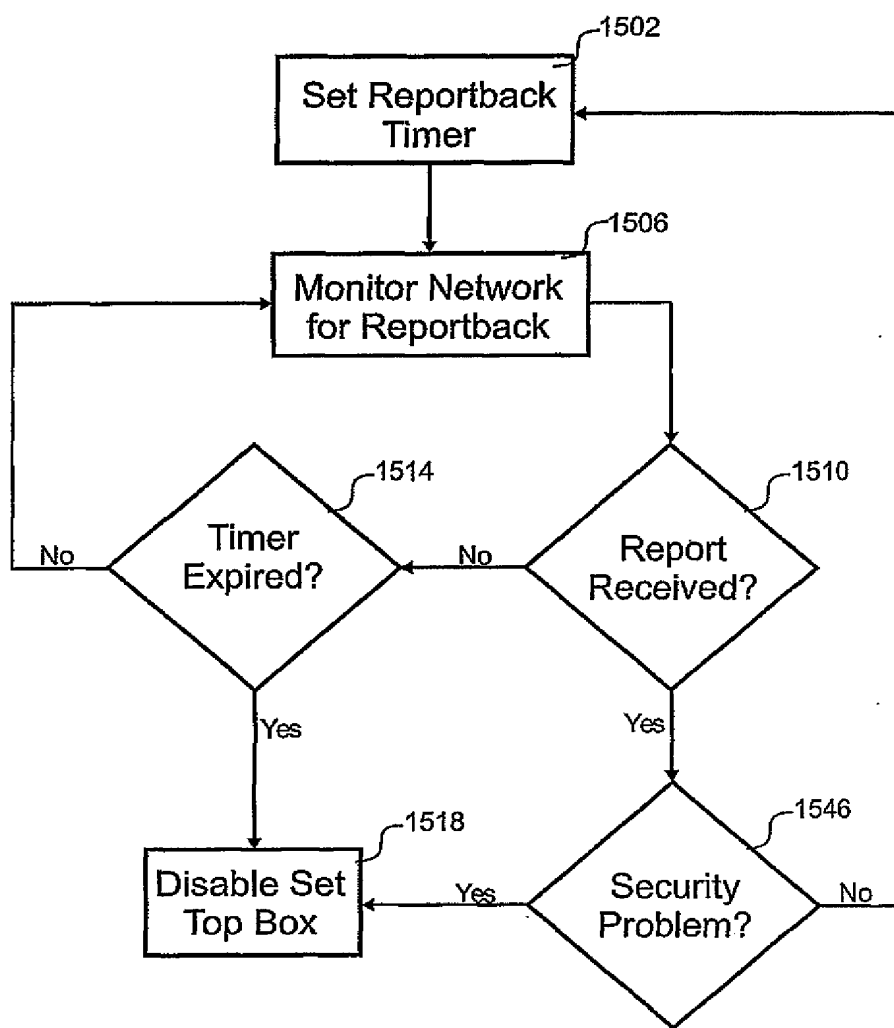 1502
Set Reportback
Timer
1506
Monitor Network
for Reportback
1514
Timer
Expired?
No
No
1510
Report
Received?
Yes
Yes
1518
Disable Set
Top Box
Yes
1546
Security
Problem?
No